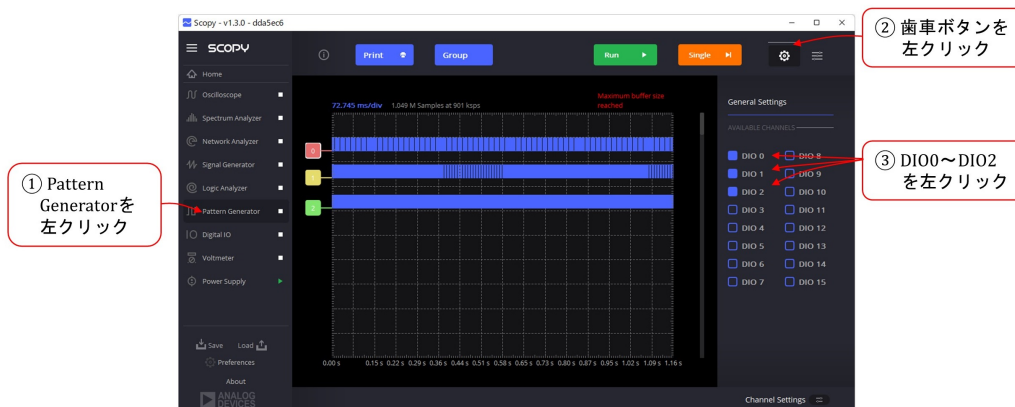 Scopy - v1.3.0 - dda5ec6
SCOPY
Print
Group
Run
Single
② 歯車ボタンを
左クリック
Home
Oscilloscope
Spectrum Analyzer
Network Analyzer
Signal Generator
Logic Analyzer
Pattern Generator
Digital IO
Voltmeter
Power Supply
Save
Load
Preferences
About
ANALOG
DEVICES
① Pattern
Generatorを
左クリック
72.745 ms/div
1.049 M Samples at 901 ksps
Maximum buffer size
reached
0
1
2
0.00 s 0.15 s 0.22 s 0.29 s 0.36 s 0.44 s 0.51 s 0.58 s 0.65 s 0.73 s 0.80 s 0.87 s 0.95 s 1.02 s 1.09 s 1.16 s
General Settings
AVAILABLE CHANNELS
DIO 0 DIO 8
DIO 1 DIO 9
DIO 2 DIO 10
DIO 3 DIO 11
DIO 4 DIO 12
DIO 5 DIO 13
DIO 6 DIO 14
DIO 7 DIO 15
③ DIO0～DIO2
を左クリック
Channel Settings